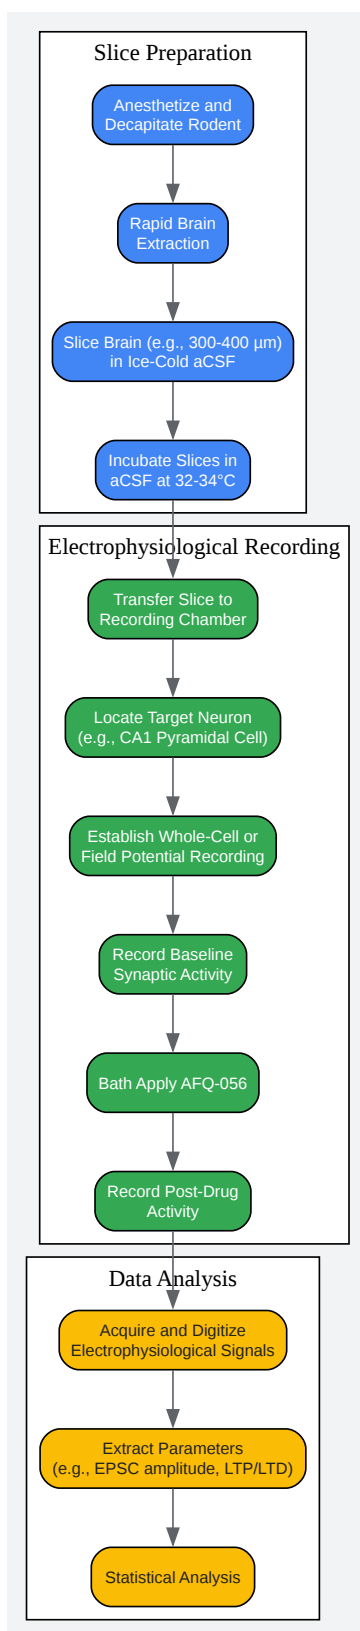 Slice Preparation
Anesthetize and
Decapitate Rodent
Rapid Brain
Extraction
Slice Brain (e.g., 300-400 µm)
in Ice-Cold aCSF
Incubate Slices in
aCSF at 32-34°C
Electrophysiological Recording
Transfer Slice to
Recording Chamber
Locate Target Neuron
(e.g., CA1 Pyramidal Cell)
Establish Whole-Cell or
Field Potential Recording
Record Baseline
Synaptic Activity
Bath Apply AFQ-056
Record Post-Drug
Activity
Data Analysis
Acquire and Digitize
Electrophysiological Signals
Extract Parameters
(e.g., EPSC amplitude, LTP/LTD)
Statistical Analysis